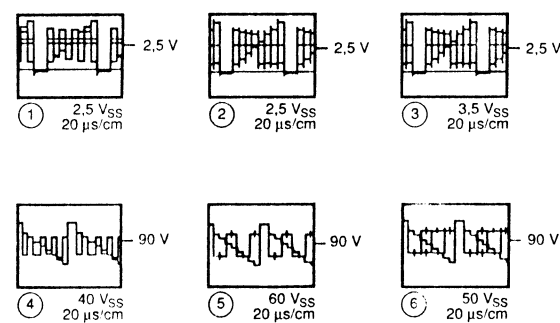 2,5 V
2,5 V
2,5 V
1 2,5 VSS
20 µs/cm
2 2,5 VSS
20 µs/cm
3 3,5 VSS
20 µs/cm
90 V
90 V
90 V
4 40 VSS
20 µs/cm
5 60 VSS
20 µs/cm
6 50 VSS
20 µs/cm